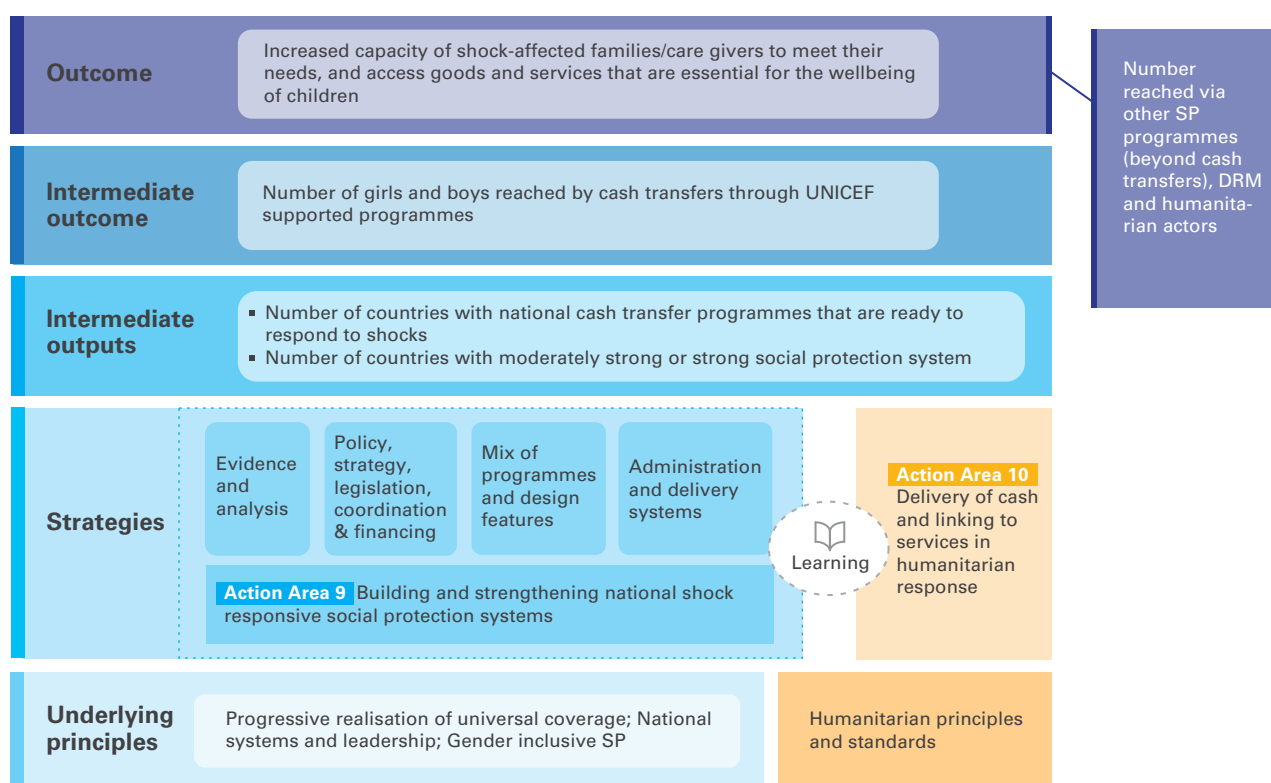 Outcome
Increased capacity of shock-affected families/care givers to meet their
needs, and access goods and services that are essential for the wellbeing
of children
Number
reached via
other SP
programmes
(beyond cash
transfers), DRM
and humanita-
rian actors
Intermediate
outcome
Number of girls and boys reached by cash transfers through UNICEF
supported programmes
Intermediate
outputs
▪ Number of countries with national cash transfer programmes that are ready to
respond to shocks
▪ Number of countries with moderately strong or strong social protection system
Strategies
Evidence
and
analysis
Policy,
strategy,
legislation,
coordination
& financing
Mix of
programmes
and design
features
Administration
and delivery
systems
Action Area 9 Building and strengthening national shock
responsive social protection systems
Learning
Action Area 10
Delivery of cash
and linking to
services in
humanitarian
response
Underlying
principles
Progressive realisation of universal coverage; National
systems and leadership; Gender inclusive SP
Humanitarian principles
and standards